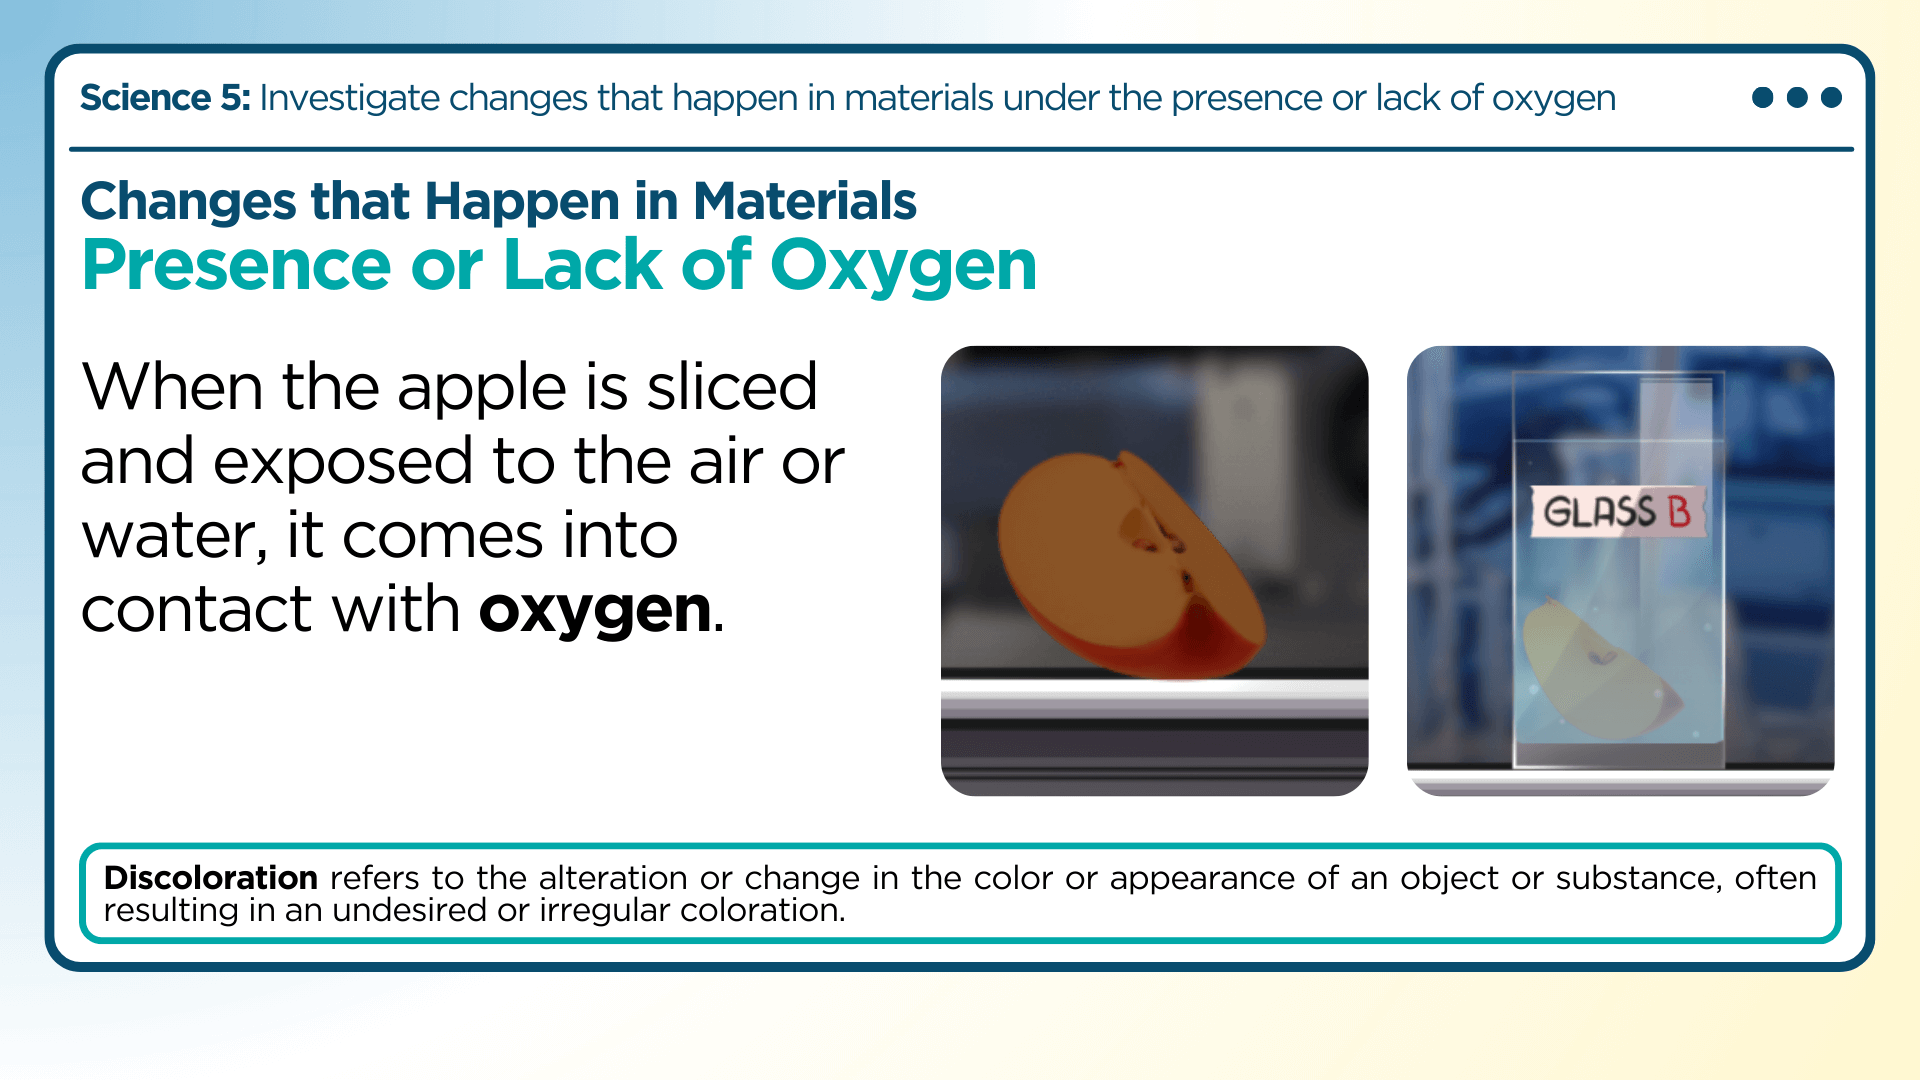 Science 5: Investigate changes that happen in materials under the presence or lack of oxygen
Changes that Happen in Materials
Presence or Lack of Oxygen
When the apple is sliced
and exposed to the air or
water, it comes into
contact with oxygen.
GLASS B
Discoloration refers to the alteration or change in the color or appearance of an object or substance, often
resulting in an undesired or irregular coloration.